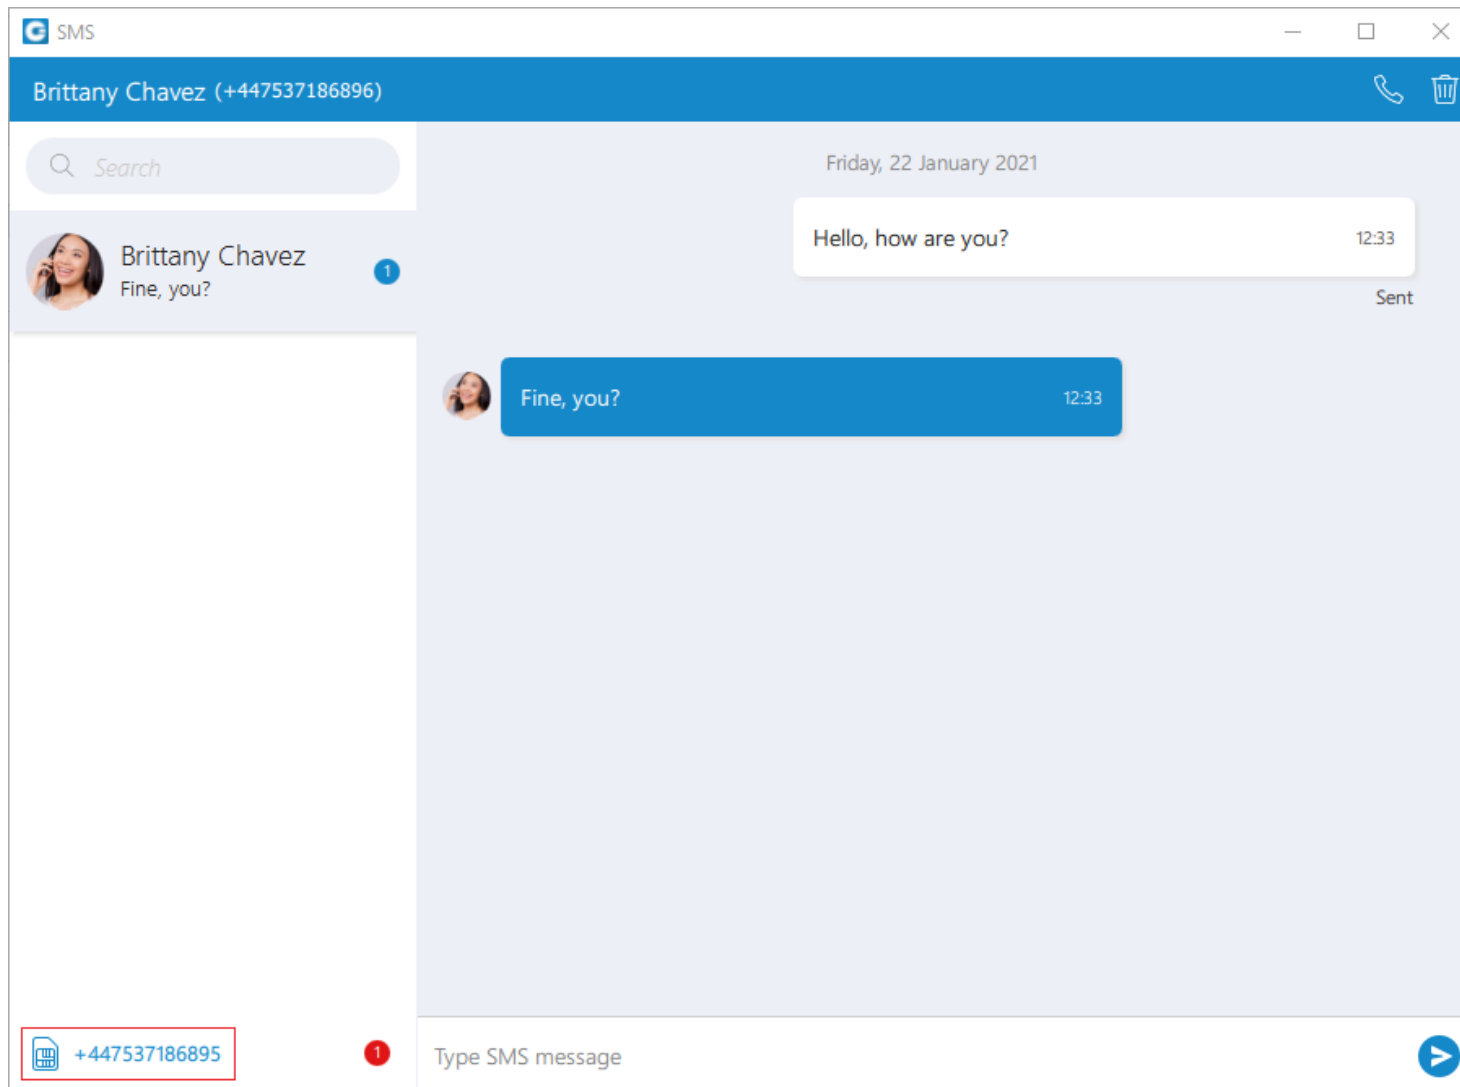 SMS
Brittany Chavez (+447537186896)
Search
Brittany Chavez
Fine, you?
1
Friday, 22 January 2021
Hello, how are you? 12:33
Sent
Fine, you? 12:33
+447537186895
1
Type SMS message